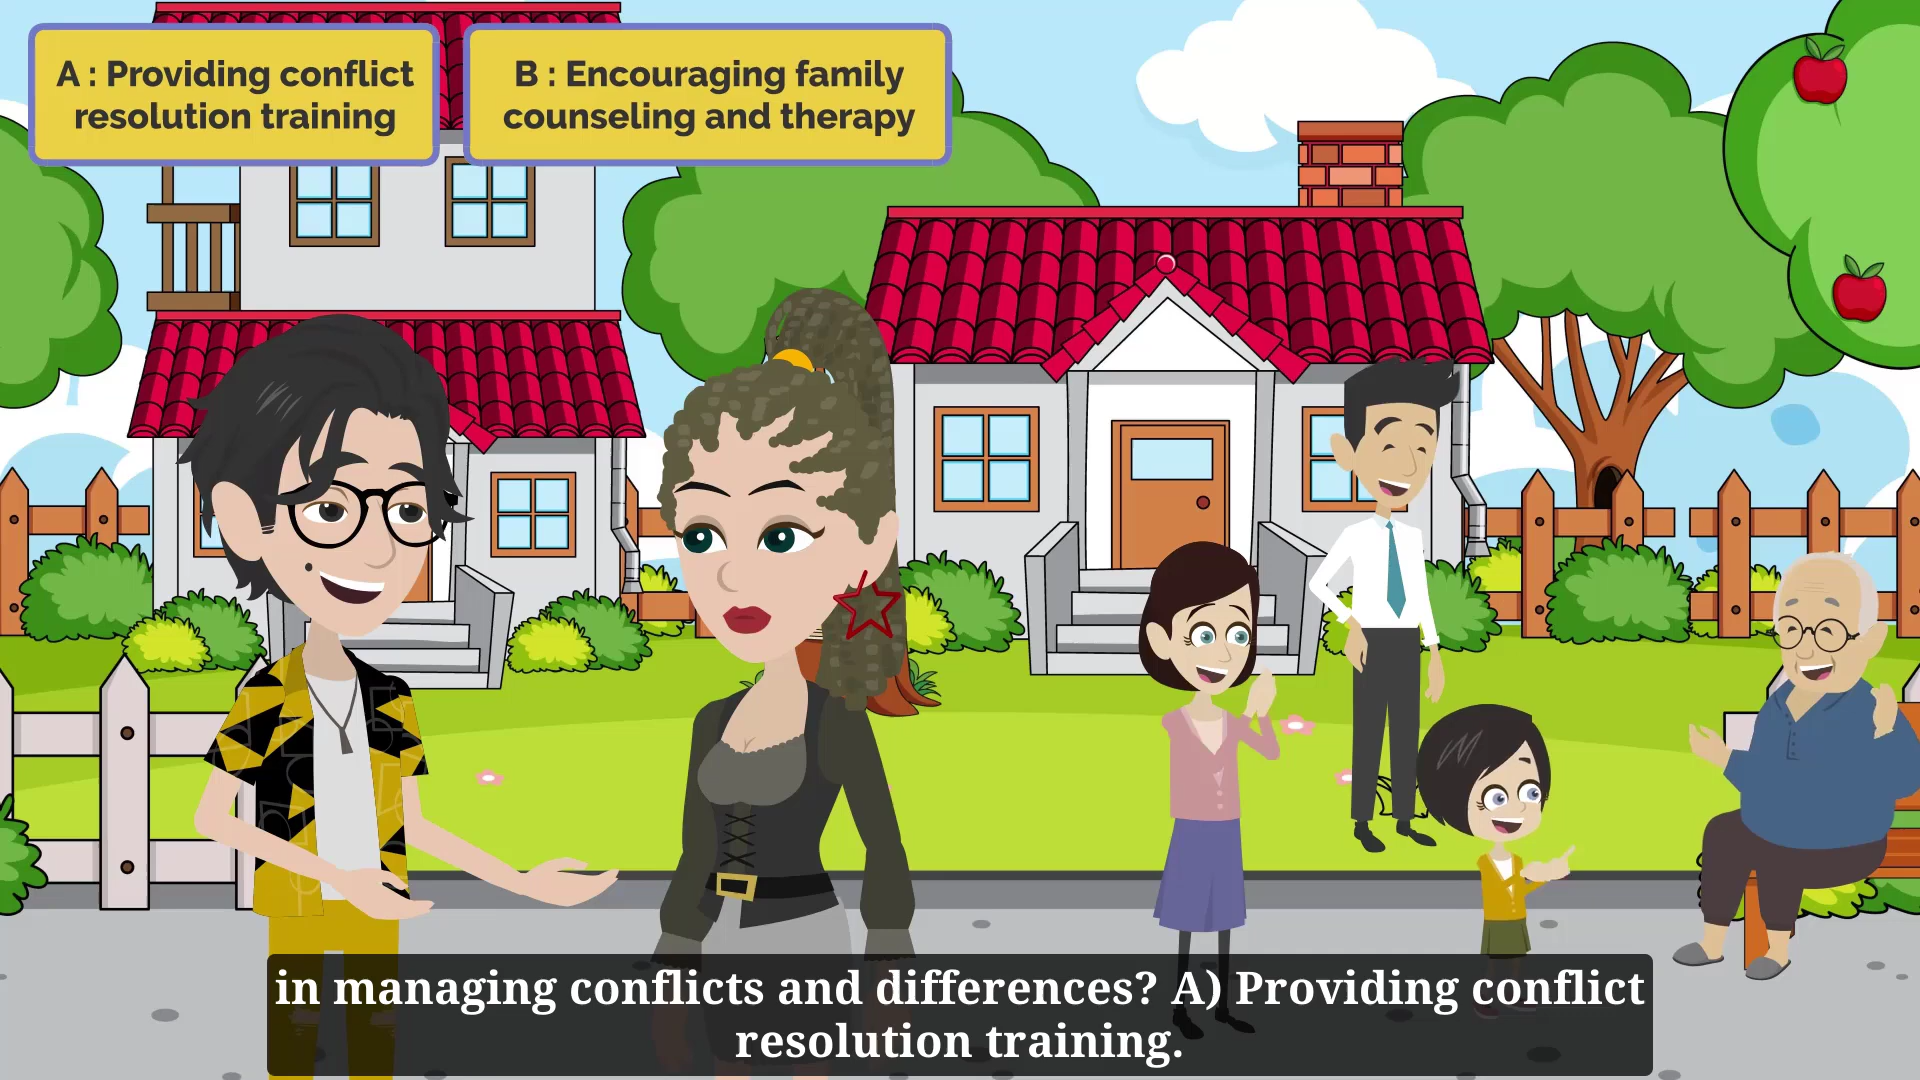 A : Providing conflict
resolution training
B : Encouraging family
counseling and therapy
in managing conflicts and differences? A) Providing conflict
resolution training.